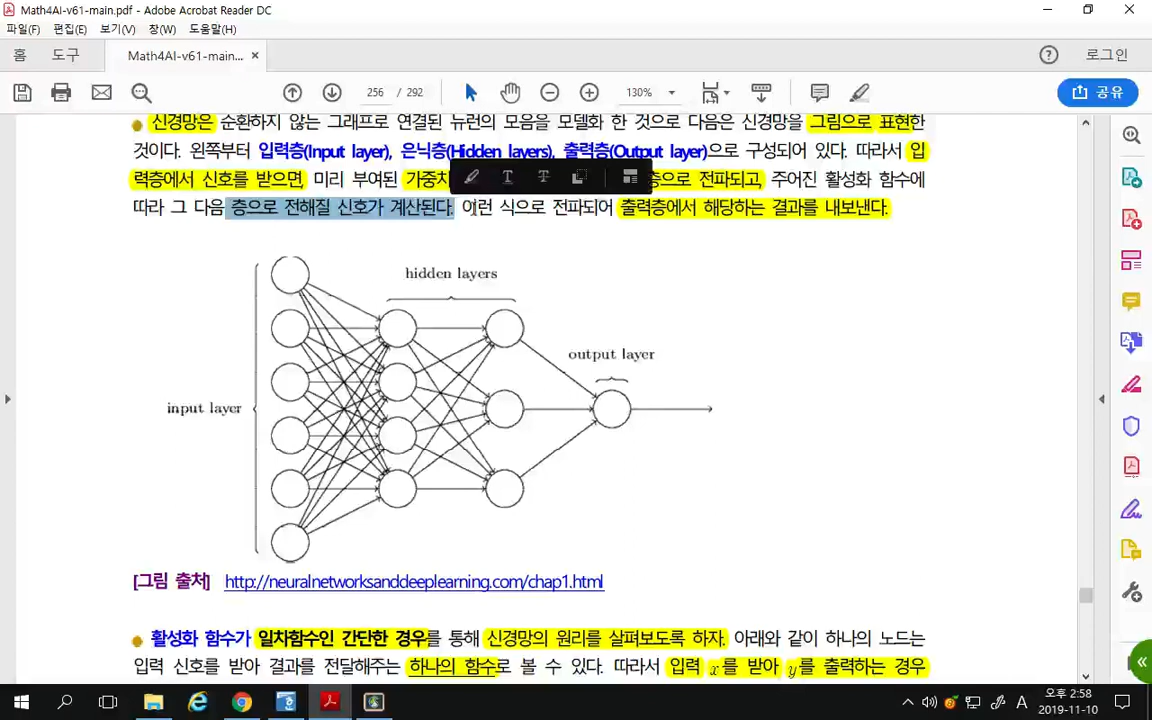 Math4AI-v61-main.pdf - Adobe Acrobat Reader DC
파일(F) 편집(E) 보기(V) 창(W) 도움말(H)
홈 도구 Math4AI-v61-main... × 로그인
256 / 292 130% 공유
신경망은 순환하지 않는 그래프로 연결된 뉴런의 모음을 모델화 한 것으로 다음은 신경망을 그림으로 표현한
것이다. 왼쪽부터 입력층(Input layer), 은닉층(Hidden layers), 출력층(Output layer)으로 구성되어 있다. 따라서 입
력층에서 신호를 받으면, 미리 부여된 가중치 층으로 전파되고, 주어진 활성화 함수에
따라 그 다음 층으로 전해질 신호가 계산된다. 이런 식으로 전파되어 출력층에서 해당하는 결과를 내보낸다.
hidden layers
output layer
input layer
[그림 출처] http://neuralnetworksanddeeplearning.com/chap1.html
활성화 함수가 일차함수인 간단한 경우를 통해 신경망의 원리를 살펴보도록 하자. 아래와 같이 하나의 노드는
입력 신호를 받아 결과를 전달해주는 하나의 함수로 볼 수 있다. 따라서 입력 x를 받아 y를 출력하는 경우
A 오후 2:58
2019-11-10